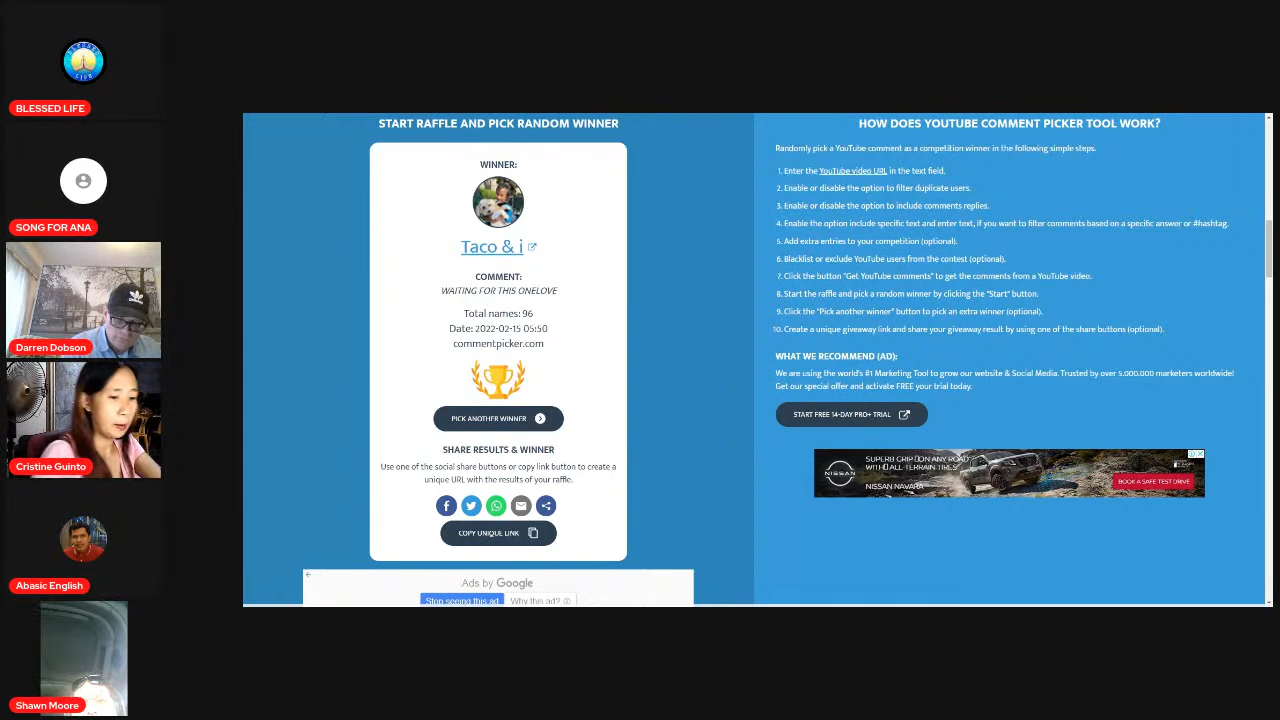 BLESSED LIFE
SONG FOR ANA
Darren Dobson
Cristine Guinto
Abasic English
Shawn Moore
START RAFFLE AND PICK RANDOM WINNER
WINNER:
Taco & i
COMMENT:
WAITING FOR THIS ONELOVE
Total names: 96
Date: 2022-02-15 05:50
commentpicker.com
PICK ANOTHER WINNER
SHARE RESULTS & WINNER
Use one of the social share buttons or copy link button to create a
unique URL with the results of your raffle.
COPY UNIQUE LINK
Ads by Google
Stop seeing this ad
Why this ad?
HOW DOES YOUTUBE COMMENT PICKER TOOL WORK?
Randomly pick a YouTube comment as a competition winner in the following simple steps.
1. Enter the YouTube video URL in the text field.
2. Enable or disable the option to filter duplicate users.
3. Enable or disable the option to include comments replies.
4. Enable the option include specific text and enter text, if you want to filter comments based on a specific answer or #hashtag.
5. Add extra entries to your competition (optional).
6. Blacklist or exclude YouTube users from the contest (optional).
7. Click the button "Get YouTube comments" to get the comments from a YouTube video.
8. Start the raffle and pick a random winner by clicking the "Start" button.
9. Click the "Pick another winner" button to pick an extra winner (optional).
10. Create a unique giveaway link and share your giveaway result by using one of the share buttons (optional).
WHAT WE RECOMMEND (AD):
We are using the world's #1 Marketing Tool to grow our website & Social Media. Trusted by over 5.000.000 marketers worldwide!
Get our special offer and activate FREE your trial today.
START FREE 14-DAY PRO+ TRIAL
SUPERB GRIP ON ANY ROAD
WITH ALL-TERRAIN TIRES
NISSAN NAVARA
BOOK A SAFE TEST DRIVE